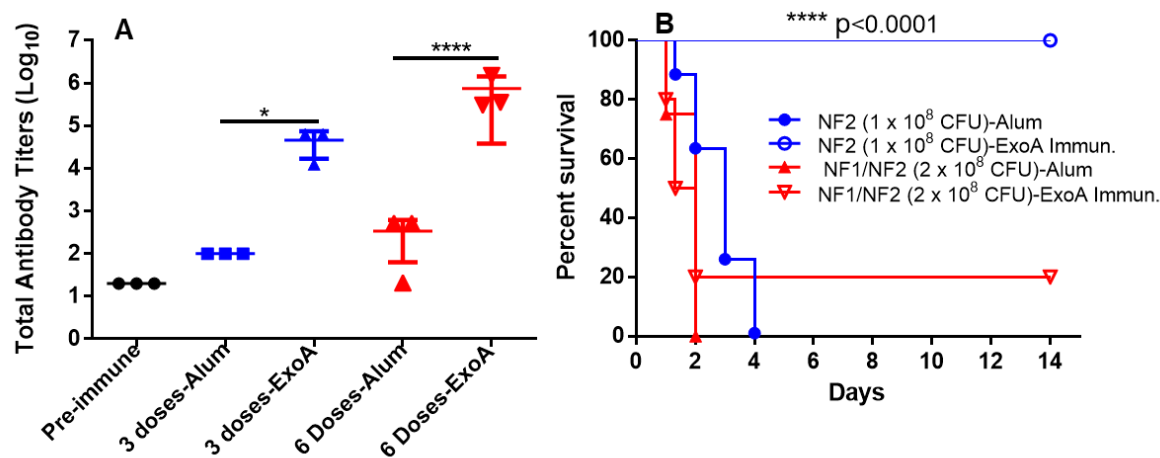 A
Total Antibody Titers (Log10)
7
6
5
4
3
2
1
0
*
****
Pre-immune
3 doses-Alum
3 doses-ExoA
6 Doses-Alum
6 Doses-ExoA
B
**** p<0.0001
Percent survival
100
80
60
40
20
0
NF2 (1 x 10^8 CFU)-Alum
NF2 (1 x 10^8 CFU)-ExoA Immun.
NF1/NF2 (2 x 10^8 CFU)-Alum
NF1/NF2 (2 x 10^8 CFU)-ExoA Immun.
0 2 4 6 8 10 12 14
Days